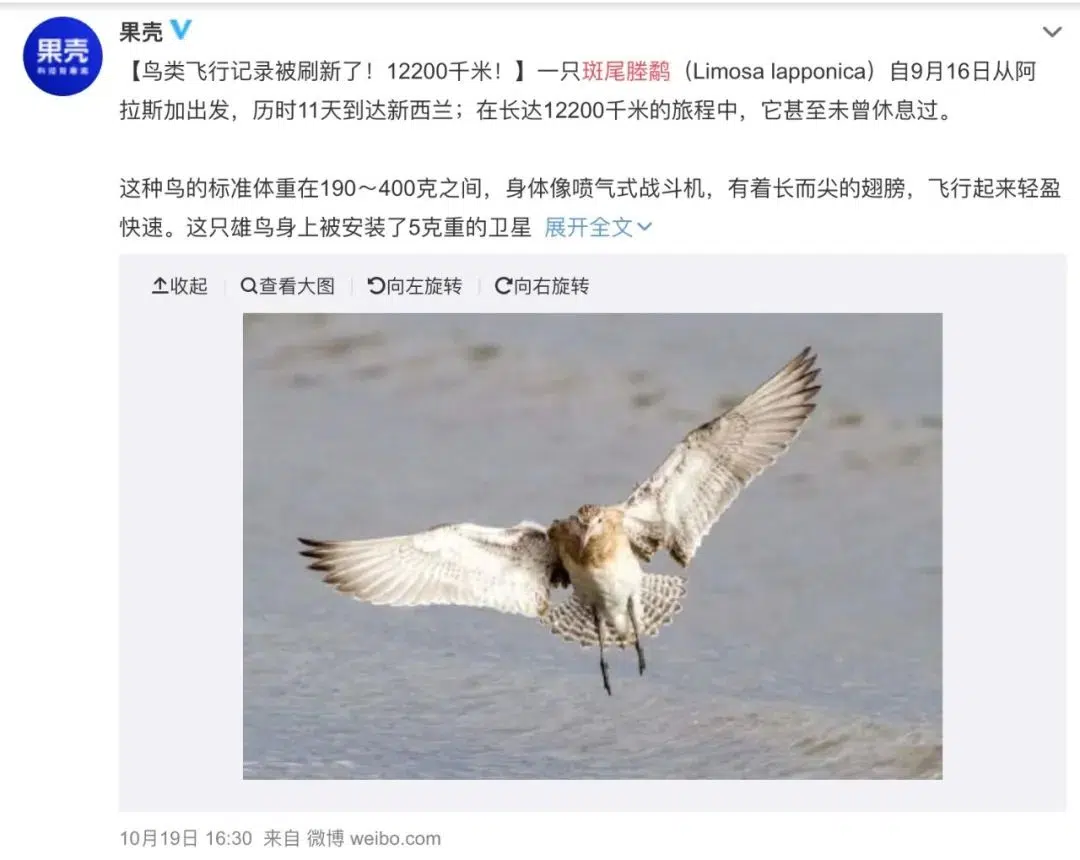 果壳
果壳
【鸟类飞行记录被刷新了！12200千米！】一只斑尾塍鹬（Limosa lapponica）自9月16日从阿
拉斯加出发，历时11天到达新西兰；在长达12200千米的旅程中，它甚至未曾休息过。
这种鸟的标准体重在190～400克之间，身体像喷气式战斗机，有着长而尖的翅膀，飞行起来轻盈
快速。这只雄鸟身上被安装了5克重的卫星 展开全文
收起 查看大图 向左旋转 向右旋转
10月19日 16:30 来自 微博 weibo.com